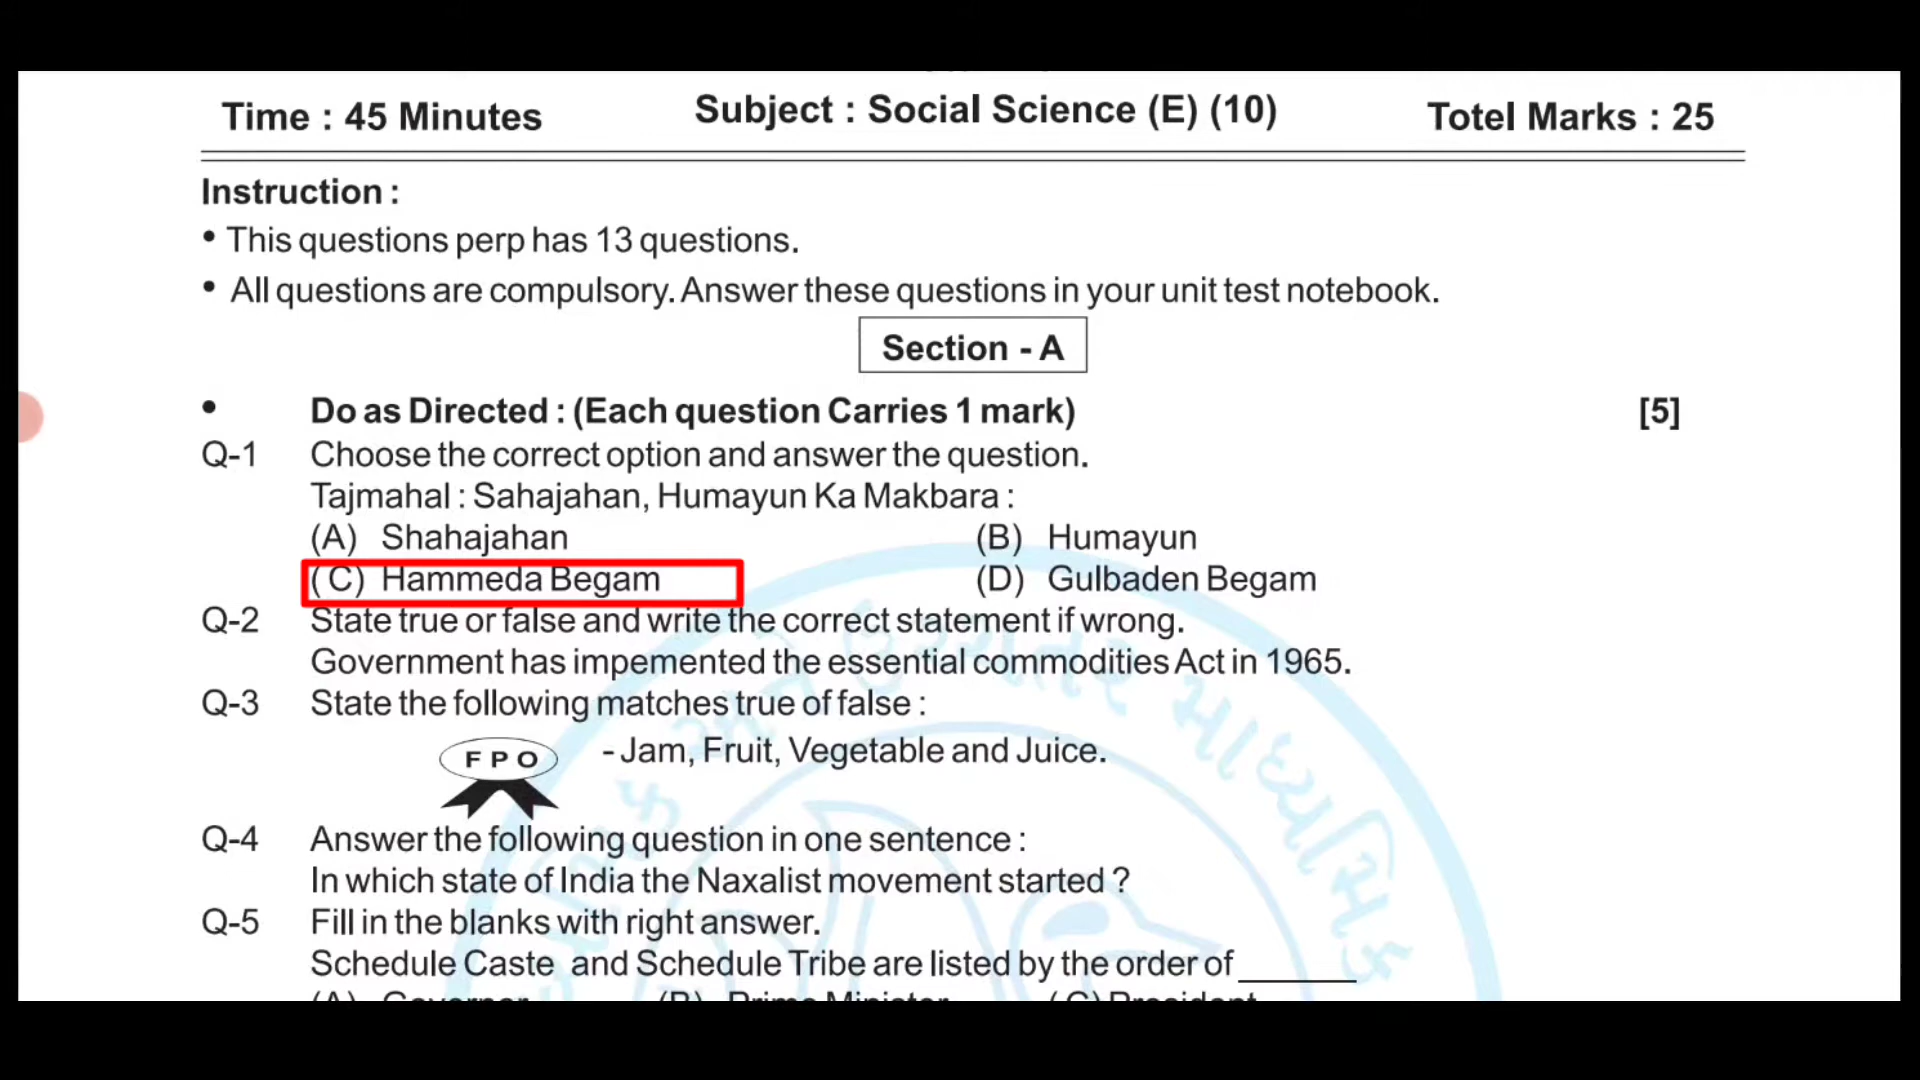 Time : 45 Minutes Subject : Social Science (E) (10) Totel Marks : 25
Instruction :
• This questions perp has 13 questions.
• All questions are compulsory. Answer these questions in your unit test notebook.
Section - A
• Do as Directed : (Each question Carries 1 mark) [5]
Q-1 Choose the correct option and answer the question.
Tajmahal : Sahajahan, Humayun Ka Makbara :
(A) Shahajahan (B) Humayun
( C) Hammeda Begam (D) Gulbaden Begam
Q-2 State true or false and write the correct statement if wrong.
Government has impemented the essential commodities Act in 1965.
Q-3 State the following matches true of false :
F P O - Jam, Fruit, Vegetable and Juice.
Q-4 Answer the following question in one sentence :
In which state of India the Naxalist movement started ?
Q-5 Fill in the blanks with right answer.
Schedule Caste and Schedule Tribe are listed by the order of ______
(A) Governor (B) Prime Minister ( C) President